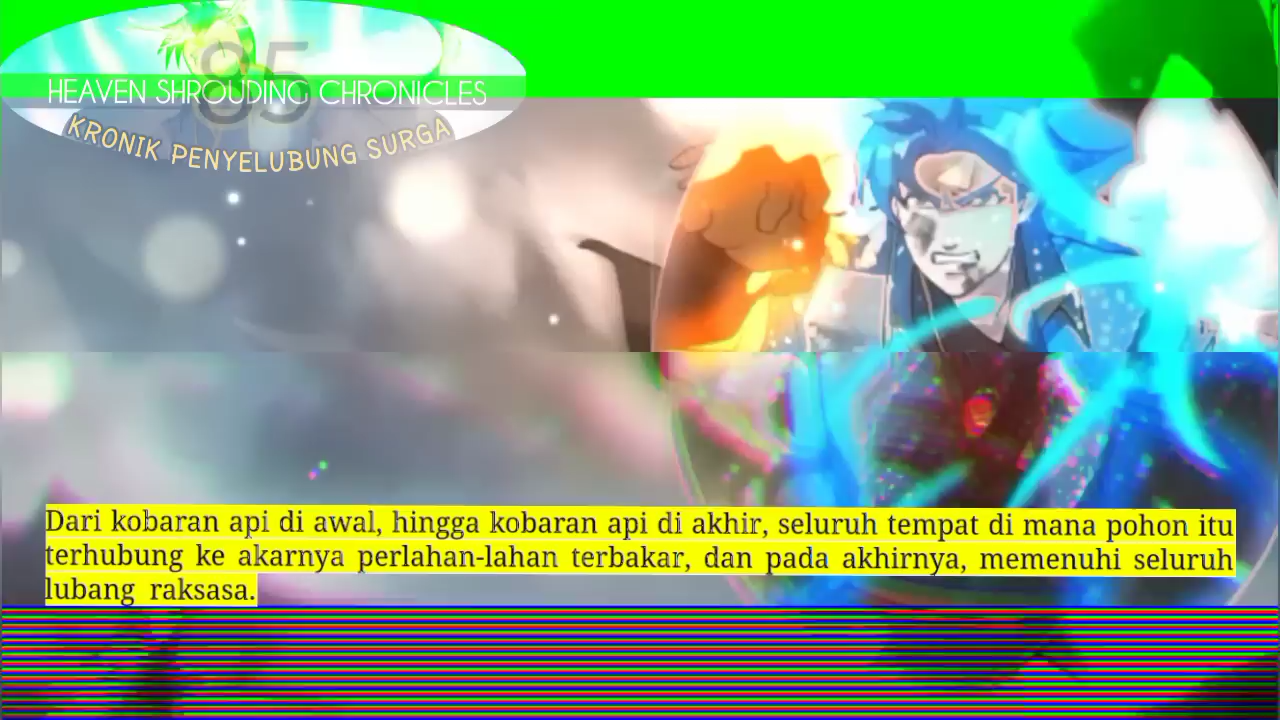 85
HEAVEN SHROUDING CHRONICLES
KRONIK PENYELUBUNG SURGA
Dari kobaran api di awal, hingga kobaran api di akhir, seluruh tempat di mana pohon itu
terhubung ke akarnya perlahan-lahan terbakar, dan pada akhirnya, memenuhi seluruh
lubang raksasa.